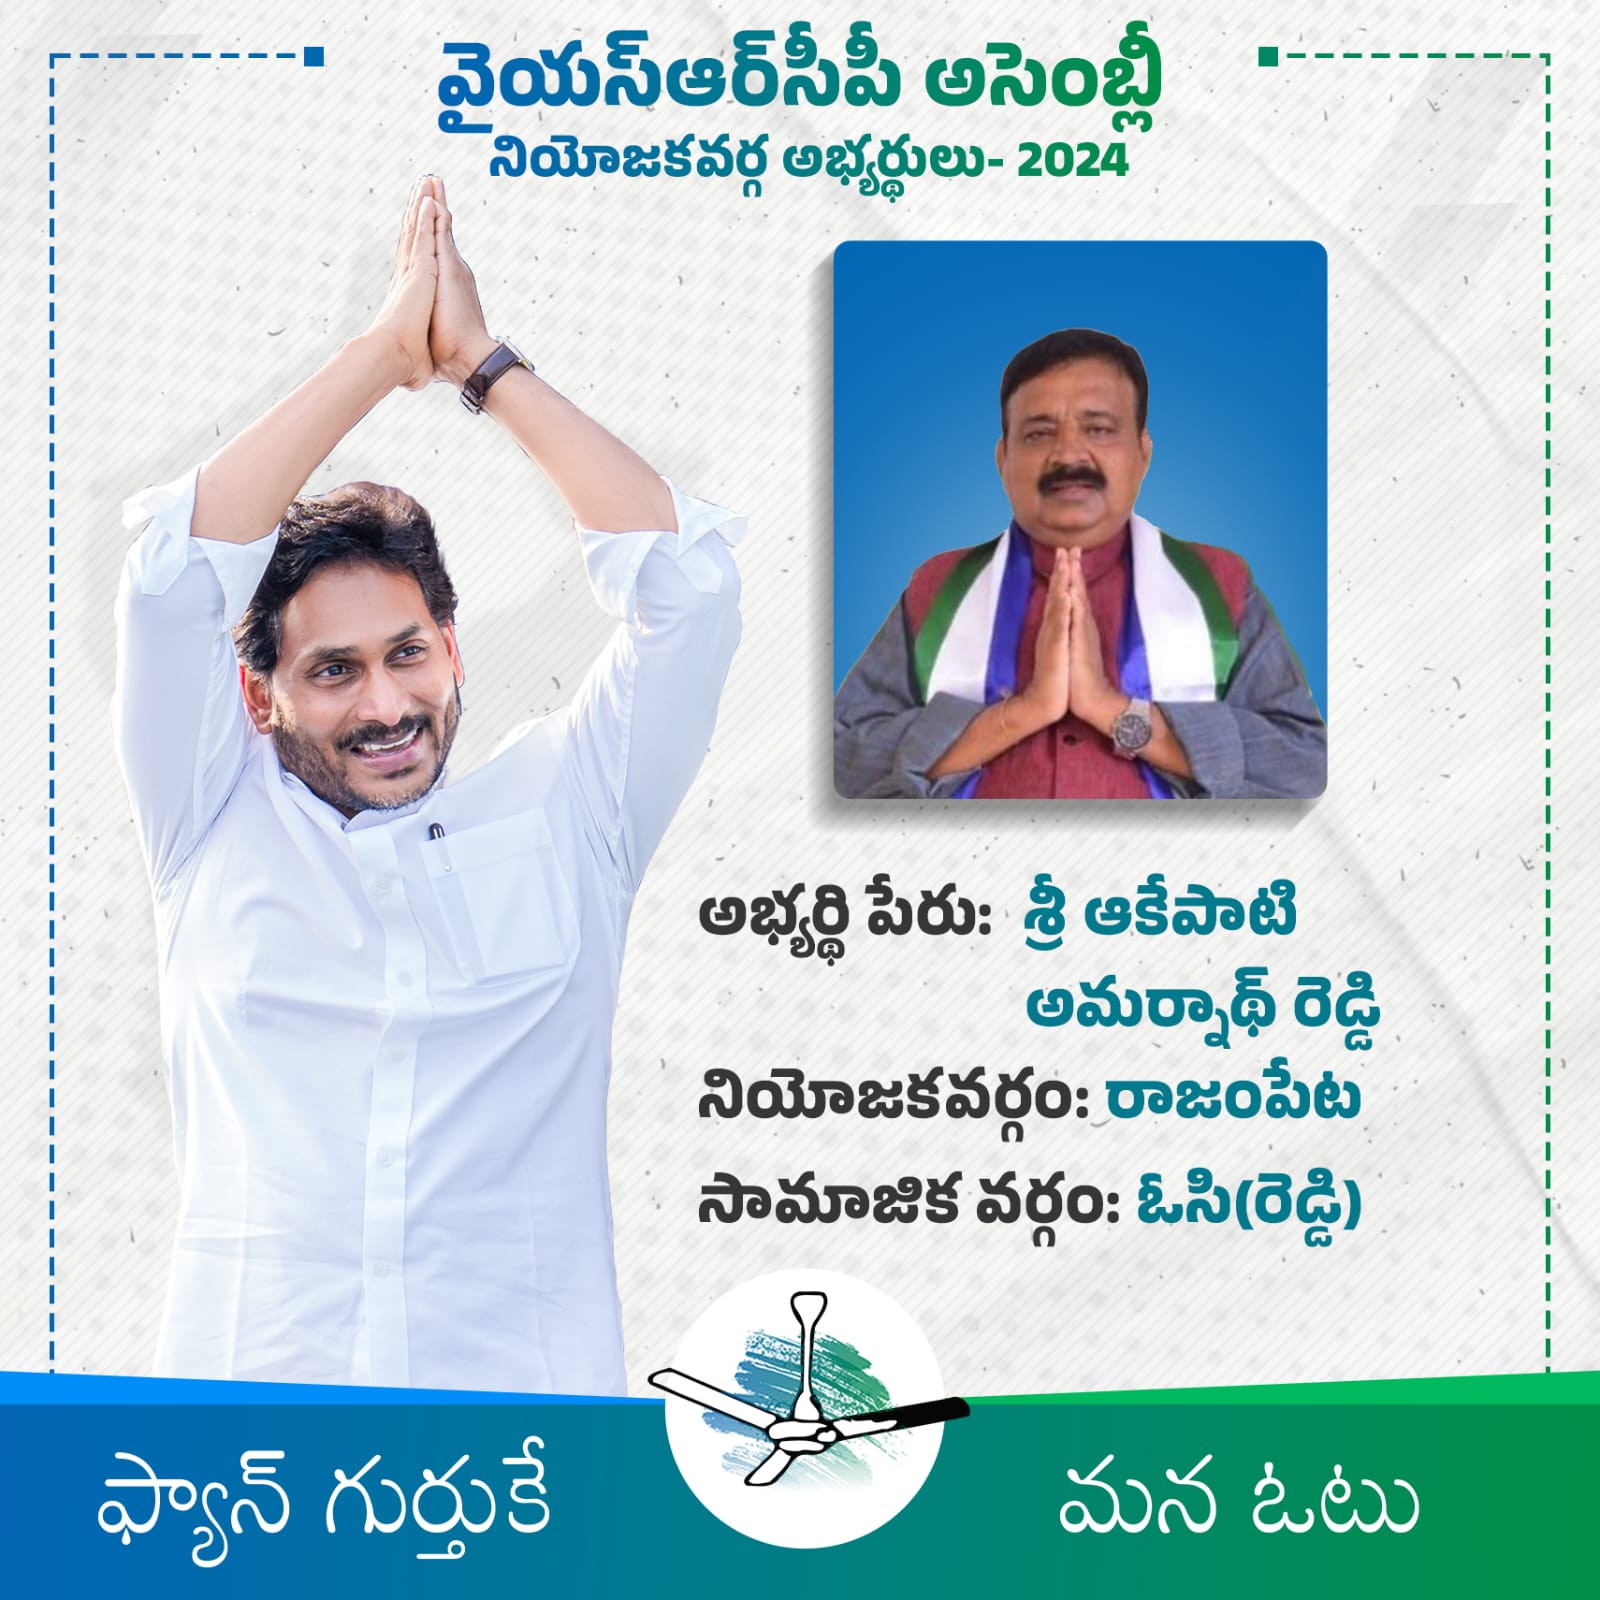 వైయస్ఆర్‌సీపీ అసెంబ్లీ
నియోజకవర్గ అభ్యర్థులు- 2024
అభ్యర్థి పేరు: శ్రీ ఆకేపాటి
అమర్నాథ్ రెడ్డి
నియోజకవర్గం: రాజంపేట
సామాజిక వర్గం: ఓసి(రెడ్డి)
ఫ్యాన్ గుర్తుకే మన ఓటు